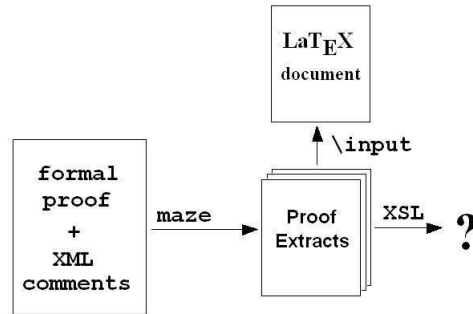 LaTEX
document
\input
formal
proof
+
XML
comments
maze
Proof
Extracts
XSL
?